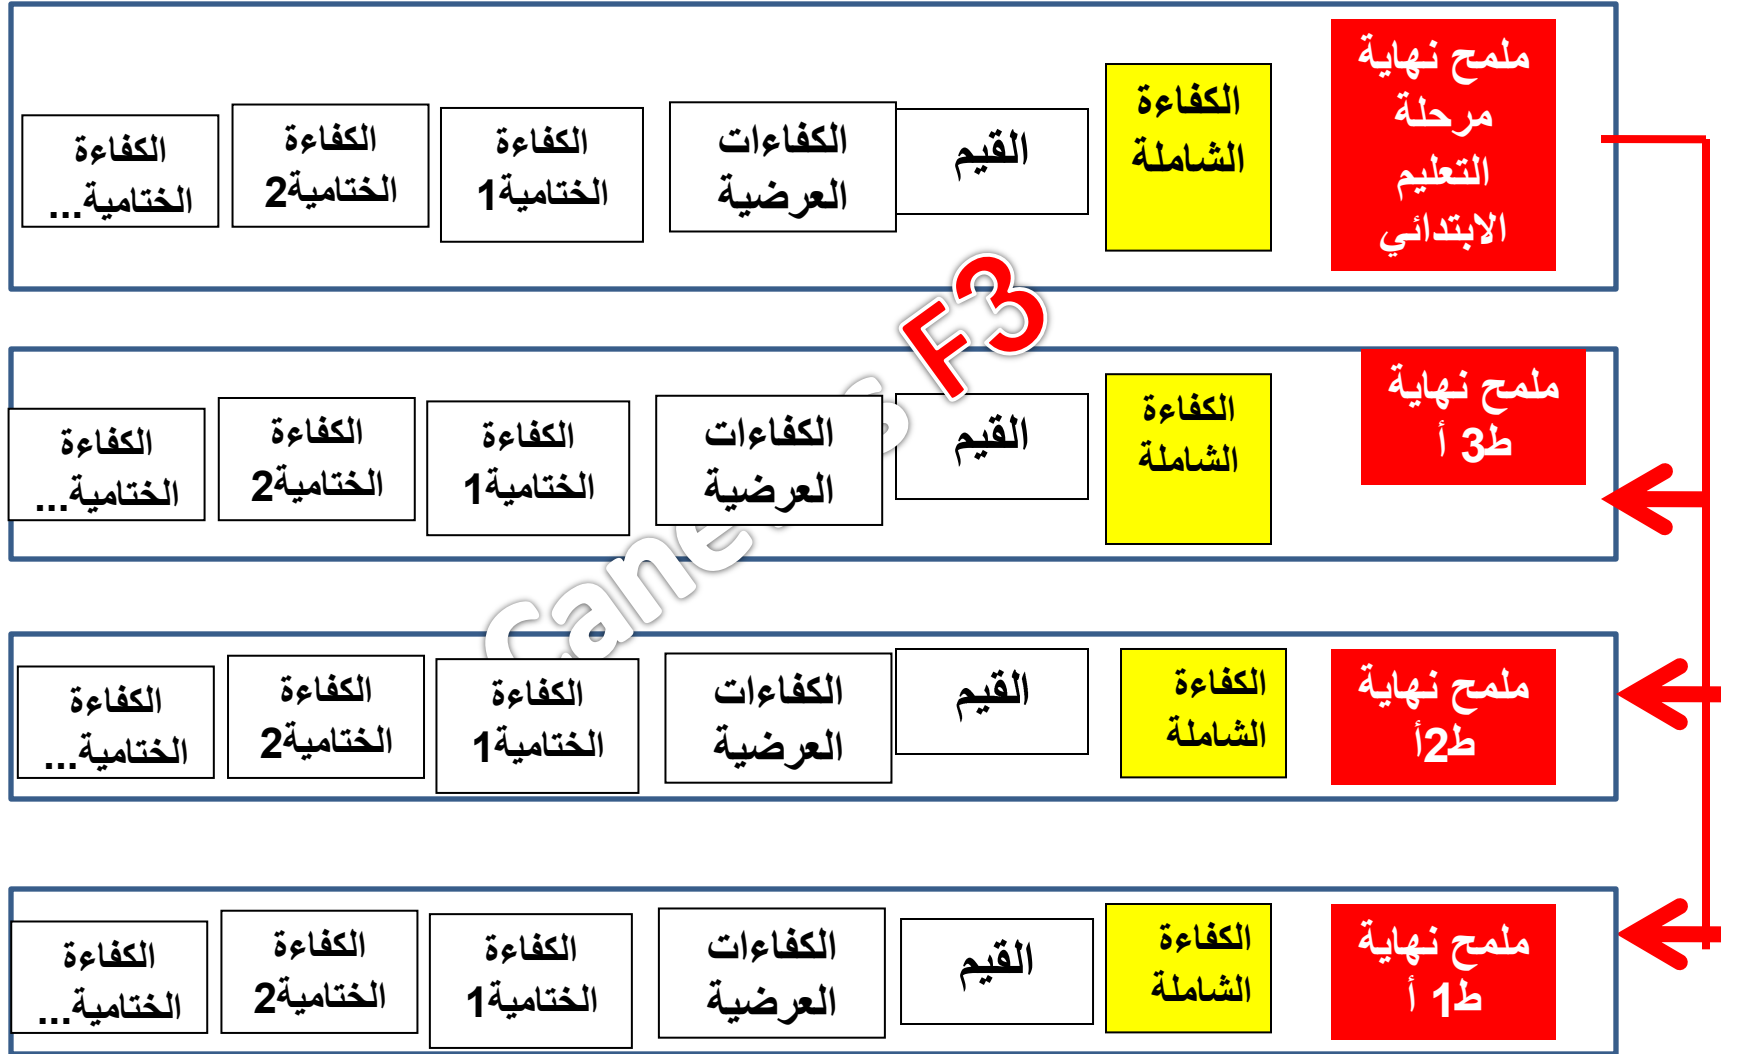 ملمح نهاية
مرحلة
التعليم
الابتدائي
الكفاءة
الشاملة
القيم
الكفاءات
العرضية
الكفاءة
الختامية1
الكفاءة
الختامية2
الكفاءة
الختامية...
F3
ملمح نهاية
ط3 أ
الكفاءة
الشاملة
القيم
الكفاءات
العرضية
الكفاءة
الختامية1
الكفاءة
الختامية2
الكفاءة
الختامية...
ملمح نهاية
ط2أ
الكفاءة
الشاملة
القيم
الكفاءات
العرضية
الكفاءة
الختامية1
الكفاءة
الختامية2
الكفاءة
الختامية...
ملمح نهاية
ط1 أ
الكفاءة
الشاملة
القيم
الكفاءات
العرضية
الكفاءة
الختامية1
الكفاءة
الختامية2
الكفاءة
الختامية...